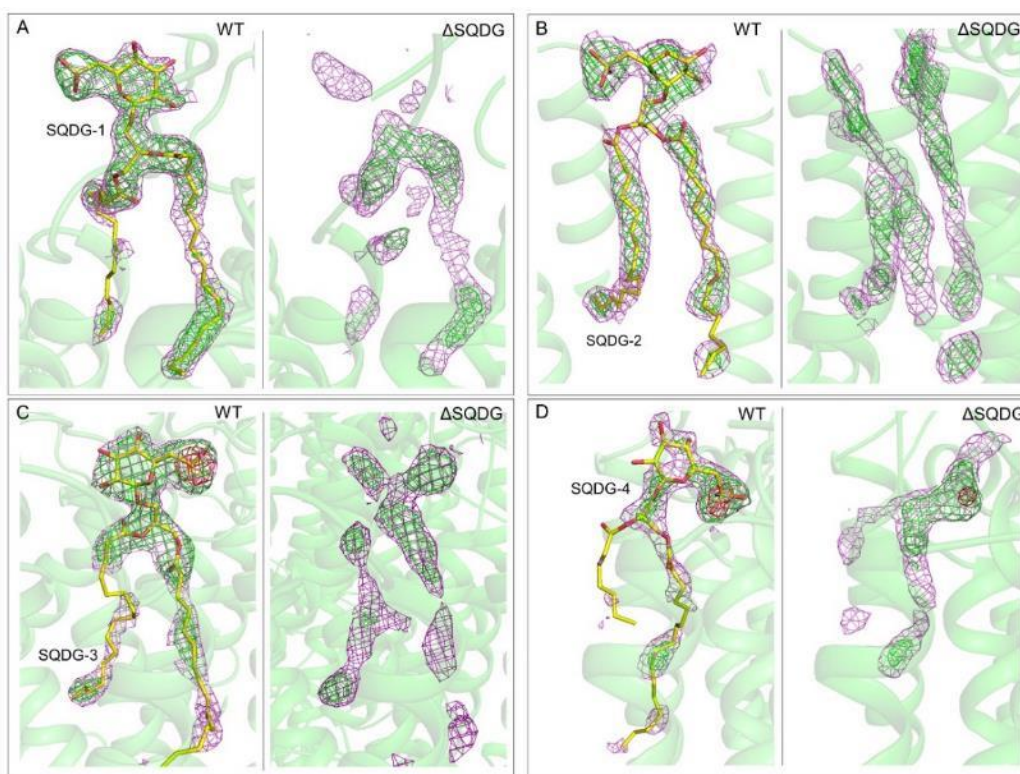 A WT ΔSQDG
SQDG-1
B WT ΔSQDG
SQDG-2
C WT ΔSQDG
SQDG-3
D WT ΔSQDG
SQDG-4